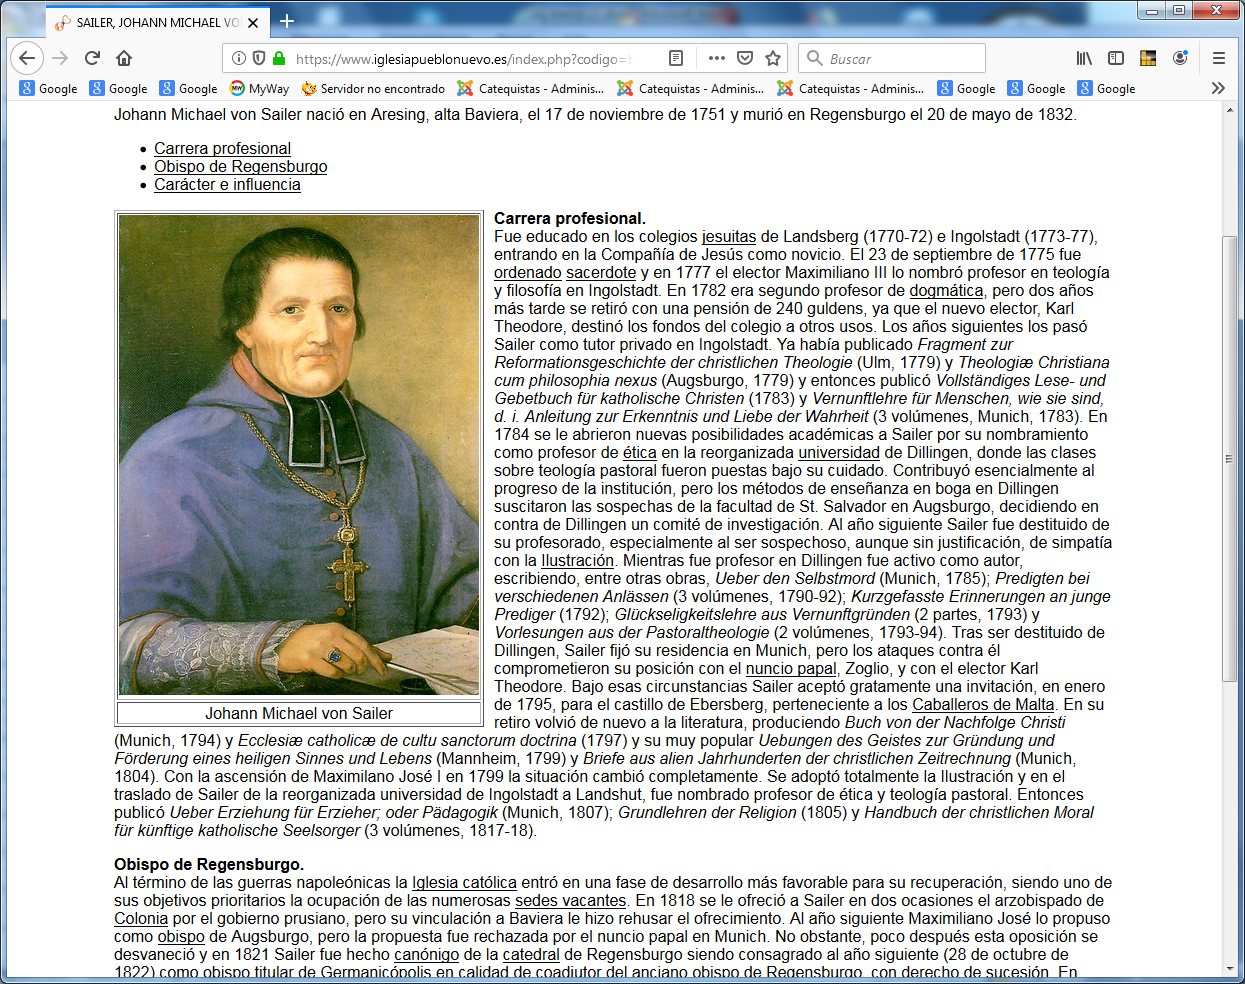 SAILER, JOHANN MICHAEL VO
https://www.iglesiapueblonuevo.es/index.php?codigo=
Buscar
Google
Google
Google
MyWay
Servidor no encontrado
Catequistas - Adminis...
Catequistas - Adminis...
Catequistas - Adminis...
Google
Google
Google
Johann Michael von Sailer nació en Aresing, alta Baviera, el 17 de noviembre de 1751 y murió en Regensburgo el 20 de mayo de 1832.
Carrera profesional
Obispo de Regensburgo
Carácter e influencia
Johann Michael von Sailer
Carrera profesional.
Fue educado en los colegios jesuitas de Landsberg (1770-72) e Ingolstadt (1773-77),
entrando en la Compañía de Jesús como novicio. El 23 de septiembre de 1775 fue
ordenado sacerdote y en 1777 el elector Maximiliano III lo nombró profesor en teología
y filosofía en Ingolstadt. En 1782 era segundo profesor de dogmática, pero dos años
más tarde se retiró con una pensión de 240 guldens, ya que el nuevo elector, Karl
Theodore, destinó los fondos del colegio a otros usos. Los años siguientes los pasó
Sailer como tutor privado en Ingolstadt. Ya había publicado Fragment zur
Reformationsgeschichte der christlichen Theologie (Ulm, 1779) y Theologiæ Christiana
cum philosophia nexus (Augsburgo, 1779) y entonces publicó Vollständiges Lese- und
Gebetbuch für katholische Christen (1783) y Vernunftlehre für Menschen, wie sie sind,
d. i. Anleitung zur Erkenntnis und Liebe der Wahrheit (3 volúmenes, Munich, 1783). En
1784 se le abrieron nuevas posibilidades académicas a Sailer por su nombramiento
como profesor de ética en la reorganizada universidad de Dillingen, donde las clases
sobre teología pastoral fueron puestas bajo su cuidado. Contribuyó esencialmente al
progreso de la institución, pero los métodos de enseñanza en boga en Dillingen
suscitaron las sospechas de la facultad de St. Salvador en Augsburgo, decidiendo en
contra de Dillingen un comité de investigación. Al año siguiente Sailer fue destituido de
su profesorado, especialmente al ser sospechoso, aunque sin justificación, de simpatía
con la Ilustración. Mientras fue profesor en Dillingen fue activo como autor,
escribiendo, entre otras obras, Ueber den Selbstmord (Munich, 1785); Predigten bei
verschiedenen Anlässen (3 volúmenes, 1790-92); Kurzgefasste Erinnerungen an junge
Prediger (1792); Glückseligkeitslehre aus Vernunftgründen (2 partes, 1793) y
Vorlesungen aus der Pastoraltheologie (2 volúmenes, 1793-94). Tras ser destituido de
Dillingen, Sailer fijó su residencia en Munich, pero los ataques contra él
comprometieron su posición con el nuncio papal, Zoglio, y con el elector Karl
Theodore. Bajo esas circunstancias Sailer aceptó gratamente una invitación, en enero
de 1795, para el castillo de Ebersberg, perteneciente a los Caballeros de Malta. En su
retiro volvió de nuevo a la literatura, produciendo Buch von der Nachfolge Christi
(Munich, 1794) y Ecclesiæ catholicæ de cultu sanctorum doctrina (1797) y su muy popular Uebungen des Geistes zur Gründung und
Förderung eines heiligen Sinnes und Lebens (Mannheim, 1799) y Briefe aus alien Jahrhunderten der christlichen Zeitrechnung (Munich,
1804). Con la ascensión de Maximilano José I en 1799 la situación cambió completamente. Se adoptó totalmente la Ilustración y en el
traslado de Sailer de la reorganizada universidad de Ingolstadt a Landshut, fue nombrado profesor de ética y teología pastoral. Entonces
publicó Ueber Erziehung für Erzieher; oder Pädagogik (Munich, 1807); Grundlehren der Religion (1805) y Handbuch der christlichen Moral
für künftige katholische Seelsorger (3 volúmenes, 1817-18).
Obispo de Regensburgo.
Al término de las guerras napoleónicas la Iglesia católica entró en una fase de desarrollo más favorable para su recuperación, siendo uno de
sus objetivos prioritarios la ocupación de las numerosas sedes vacantes. En 1818 se le ofreció a Sailer en dos ocasiones el arzobispado de
Colonia por el gobierno prusiano, pero su vinculación a Baviera le hizo rehusar el ofrecimiento. Al año siguiente Maximiliano José lo propuso
como obispo de Augsburgo, pero la propuesta fue rechazada por el nuncio papal en Munich. No obstante, poco después esta oposición se
desvaneció y en 1821 Sailer fue hecho canónigo de la catedral de Regensburgo siendo consagrado al año siguiente (28 de octubre de
1822) como obispo titular de Germanicópolis en calidad de coadjutor del anciano obispo de Regensburgo, con derecho de sucesión. En